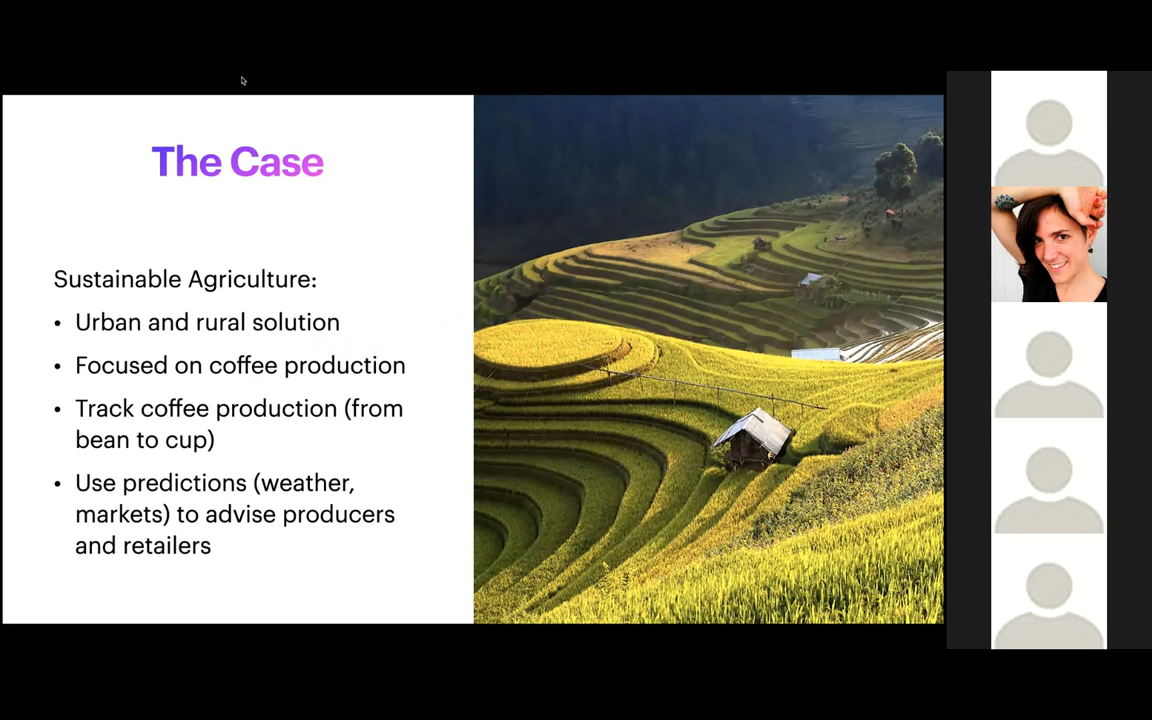 The Case
Sustainable Agriculture:
• Urban and rural solution
• Focused on coffee production
• Track coffee production (from
bean to cup)
• Use predictions (weather,
markets) to advise producers
and retailers